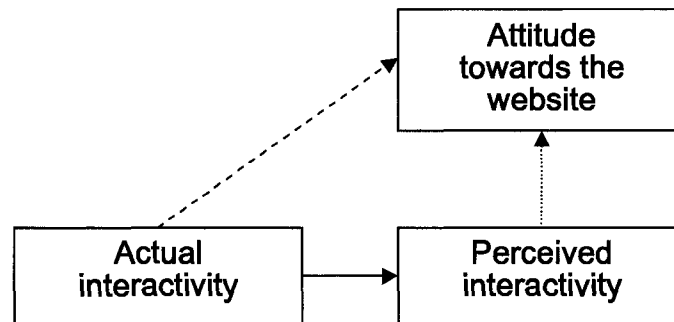 Attitude
towards the
website
Actual
interactivity
Perceived
interactivity